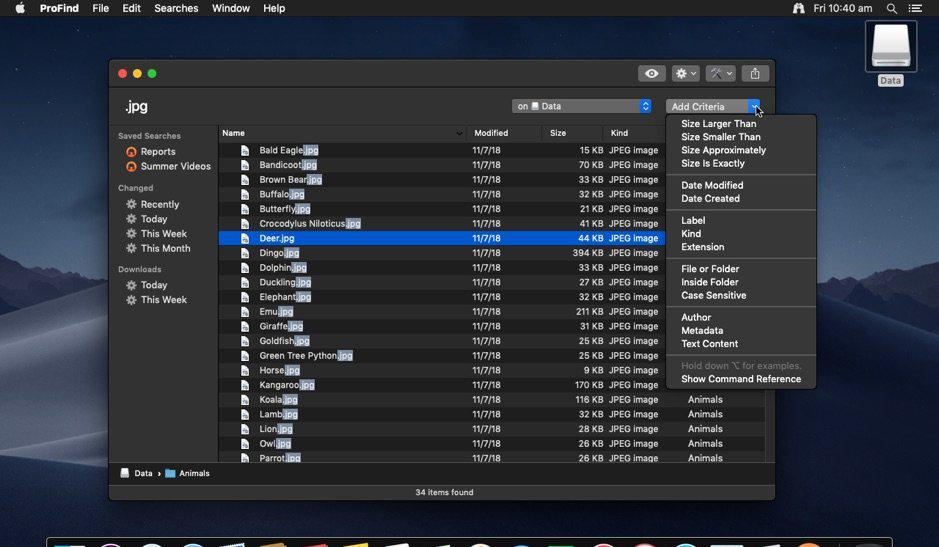 ProFind File Edit Searches Window Help Fri 10:40 am
Data
.jpg on Data Add Criteria
Saved Searches
Reports
Summer Videos
Changed
Recently
Today
This Week
This Month
Downloads
Today
This Week
Name Modified Size Kind
Bald Eagle.jpg 11/7/18 15 KB JPEG image
Bandicoot.jpg 11/7/18 70 KB JPEG image
Brown Bear.jpg 11/7/18 33 KB JPEG image
Buffalo.jpg 11/7/18 32 KB JPEG image
Butterfly.jpg 11/7/18 21 KB JPEG image
Crocodylus Niloticus.jpg 11/7/18 43 KB JPEG image
Deer.jpg 11/7/18 44 KB JPEG image
Dingo.jpg 11/7/18 394 KB JPEG image
Dolphin.jpg 11/7/18 33 KB JPEG image
Duckling.jpg 11/7/18 27 KB JPEG image
Elephant.jpg 11/7/18 32 KB JPEG image
Emu.jpg 11/7/18 211 KB JPEG image
Giraffe.jpg 11/7/18 31 KB JPEG image
Goldfish.jpg 11/7/18 25 KB JPEG image
Green Tree Python.jpg 11/7/18 25 KB JPEG image
Horse.jpg 11/7/18 9 KB JPEG image
Kangaroo.jpg 11/7/18 170 KB JPEG image
Koala.jpg 11/7/18 116 KB JPEG image Animals
Lamb.jpg 11/7/18 32 KB JPEG image Animals
Lion.jpg 11/7/18 28 KB JPEG image Animals
Owl.jpg 11/7/18 26 KB JPEG image Animals
Parrot.jpg 11/7/18 26 KB JPEG image Animals
Size Larger Than
Size Smaller Than
Size Approximately
Size Is Exactly
Date Modified
Date Created
Label
Kind
Extension
File or Folder
Inside Folder
Case Sensitive
Author
Metadata
Text Content
Hold down ⌥ for examples.
Show Command Reference
Data › Animals
34 items found